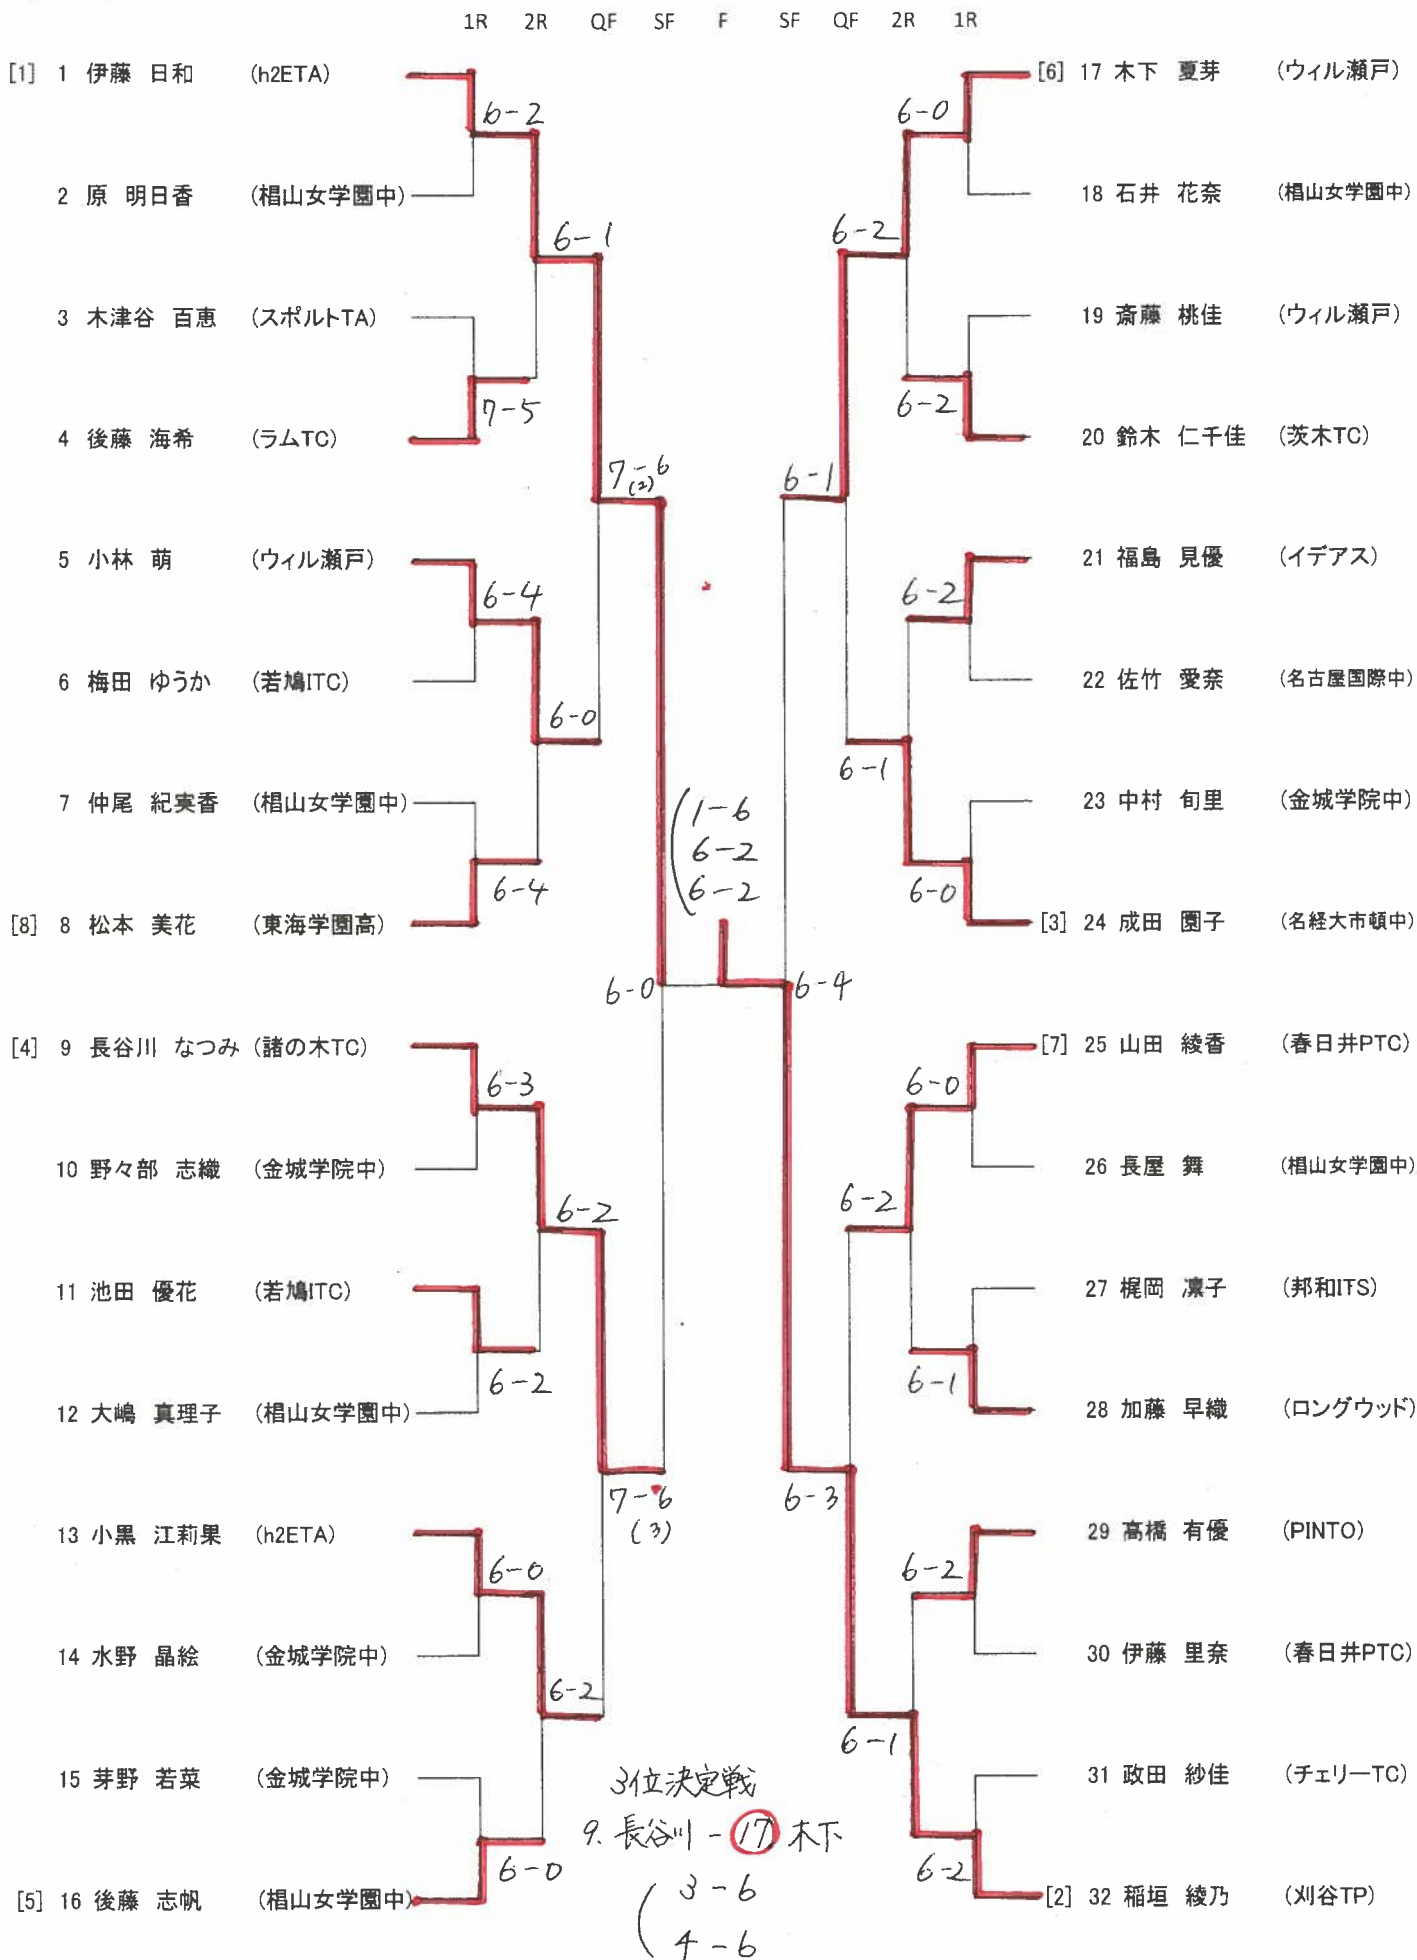 1R 2R QF SF F SF QF 2R 1R
[1] 1 伊藤 日和 (h2ETA)
6-2
2 原 明日香 (椙山女学園中)
6-1
3 木津谷 百恵 (スポルトTA)
7-5
4 後藤 海希 (ラムTC)
7-6
(2)
5 小林 萌 (ウィル瀬戸)
6-4
6 梅田 ゆうか (若鳩ITC)
6-0
7 仲尾 紀実香 (椙山女学園中)
6-4
[8] 8 松本 美花 (東海学園高)
6-0
[4] 9 長谷川 なつみ (諸の木TC)
6-3
10 野々部 志織 (金城学院中)
6-2
11 池田 優花 (若鳩ITC)
6-2
12 大嶋 真理子 (椙山女学園中)
7-6
(3)
13 小黒 江莉果 (h2ETA)
6-0
14 水野 晶絵 (金城学院中)
6-2
15 芽野 若菜 (金城学院中)
6-0
[5] 16 後藤 志帆 (椙山女学園中)
1-6
6-2
6-2
[6] 17 木下 夏芽 (ウィル瀬戸)
6-0
18 石井 花奈 (椙山女学園中)
6-2
19 斎藤 桃佳 (ウィル瀬戸)
6-2
20 鈴木 仁千佳 (茨木TC)
6-1
21 福島 見優 (イデアス)
6-2
22 佐竹 愛奈 (名古屋国際中)
6-1
23 中村 旬里 (金城学院中)
6-0
[3] 24 成田 園子 (名経大市頓中)
6-4
[7] 25 山田 綾香 (春日井PTC)
6-0
26 長屋 舞 (椙山女学園中)
6-2
27 梶岡 凛子 (邦和ITS)
6-1
28 加藤 早織 (ロングウッド)
6-3
29 高橋 有優 (PINTO)
6-2
30 伊藤 里奈 (春日井PTC)
6-1
31 政田 紗佳 (チェリーTC)
6-2
[2] 32 稲垣 綾乃 (刈谷TP)
3位決定戦
9. 長谷川 - 17 木下
3-6
4-6